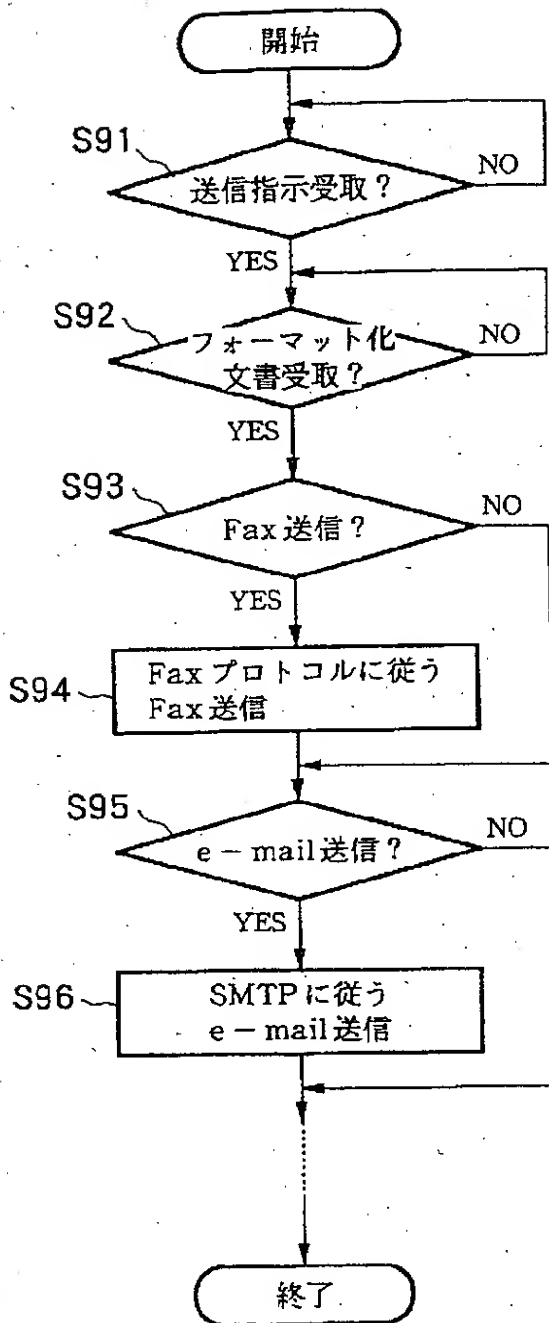 開始
S91
送信指示受取?
NO
YES
S92
フォーマット化
文書受取?
NO
YES
S93
Fax送信?
NO
YES
S94
Faxプロトコルに従う
Fax送信
S95
e-mail送信?
NO
YES
S96
SMTPに従う
e-mail送信
終了